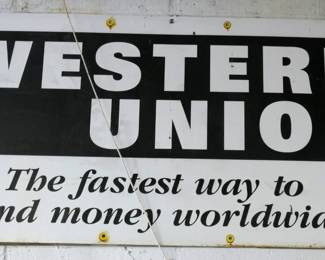 WESTER
UNIO
The fastest way to
nd money worldwid